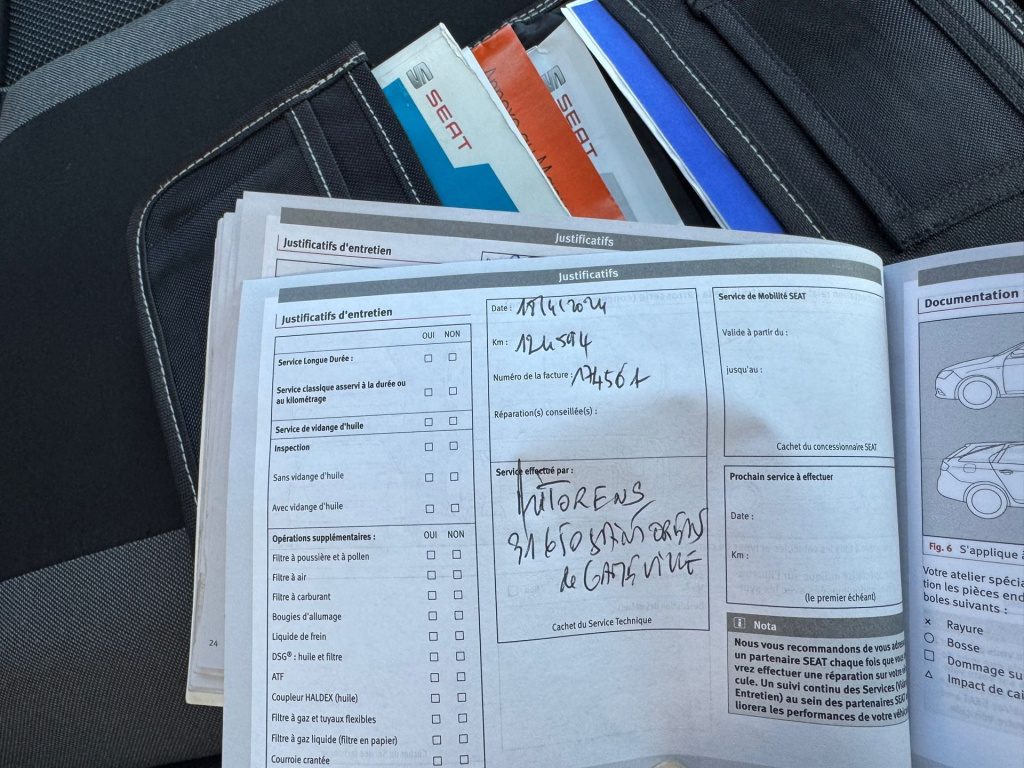 SEAT
SEAT
Justificatifs
Justificatifs d'entretien
Justificatifs
Justificatifs d'entretien
OUI NON
Service Longue Durée :
Service classique asservi à la durée ou
au kilométrage
Service de vidange d'huile
Inspection
Sans vidange d'huile
Avec vidange d'huile
Opérations supplémentaires : OUI NON
Filtre à poussière et à pollen
Filtre à air
Filtre à carburant
Bougies d'allumage
Liquide de frein
DSG® : huile et filtre
ATF
Coupleur HALDEX (huile)
Filtre à gaz et tuyaux flexibles
Filtre à gaz liquide (filtre en papier)
Courroie crantée
24
Date :
Km : 124594
Numéro de la facture : 174561
Réparation(s) conseillée(s) :
Service effectué par :
AUTORENS
31650 SAINT ORENS
de GAMEVILLE
Cachet du Service Technique
Service de Mobilité SEAT
Valide à partir du :
jusqu'au :
Cachet du concessionnaire SEAT
Prochain service à effectuer
Date :
Km :
(le premier échéant)
i Nota
Nous vous recommandons de vous
un partenaire SEAT chaque fois que
vrez effectuer une réparation sur votre
cule. Un suivi continu des Services
Entretien) au sein des partenaires SEAT
liorera les performances de votre
Documentation
Fig. 6 S'applique à
Votre atelier
tion les pièces
boles suivants :
× Rayure
○ Bosse
□ Dommage
△ Impact de